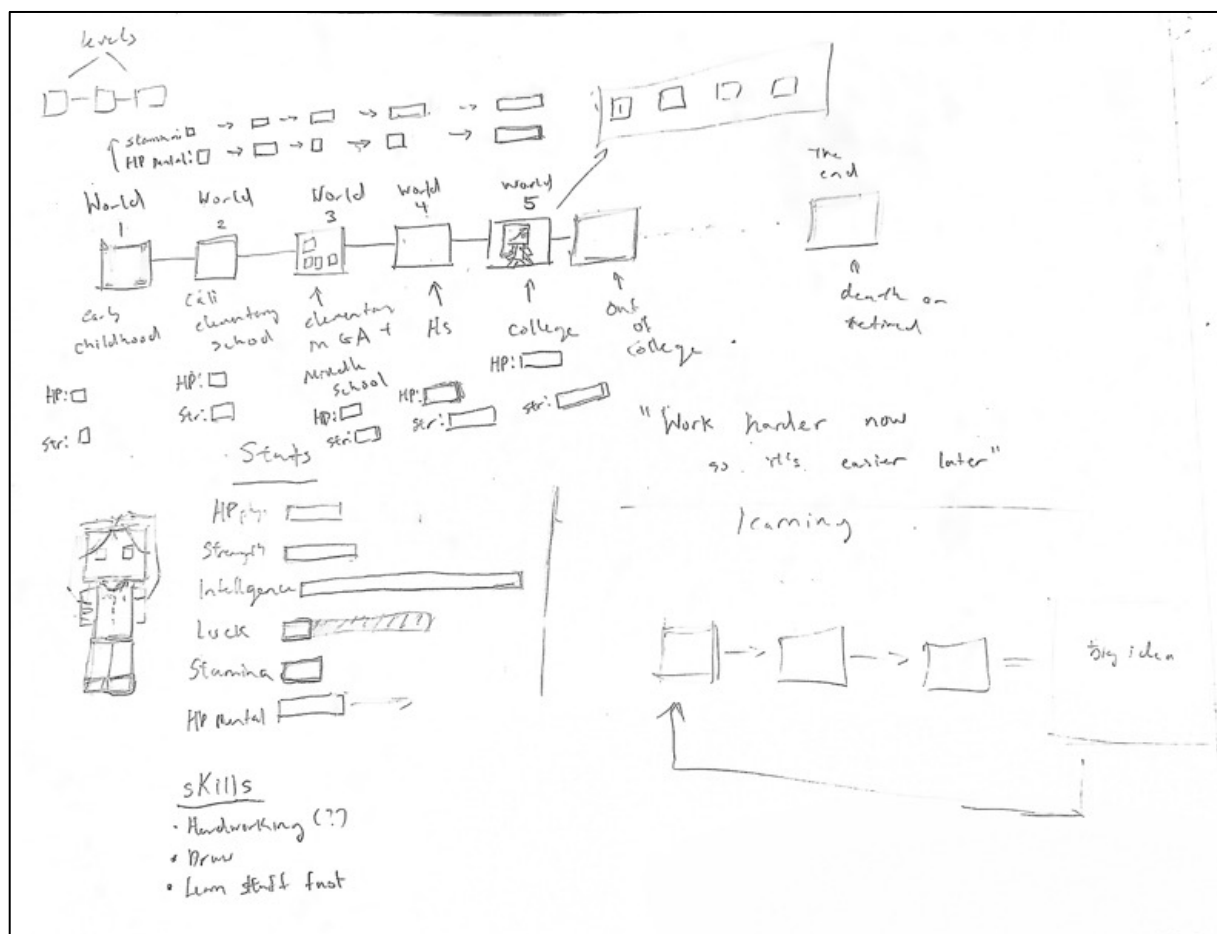 levels
Stamina:
HP mental:
World
1
World
2
World
3
World
4
World
5
1
The
end
early
childhood
Cali
elementary
school
elementary
in GA +
Middle
school
HS
college
Out
of
college
death or
retired
HP:
Str:
HP:
Str:
HP:
Str:
HP:
Str:
HP:
Str:
"Work harder now
so it's easier later"
Stats
HP phys
Strength
Intelligence
Luck
Stamina
HP mental
learning
big idea
sKills
• Hardworking (?)
• Draw
• Learn stuff fast